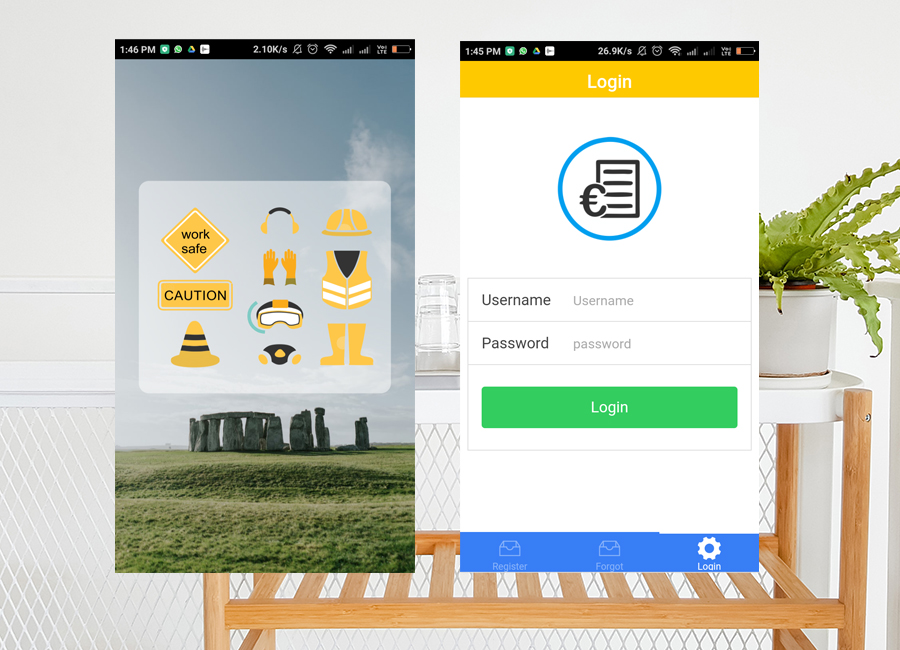 1:46 PM
2.10K/s
Vo)
LTE
work
safe
CAUTION
1:45 PM
26.9K/s
Vo)
LTE
Login
€
Username Username
Password password
Login
Register Forgot Login